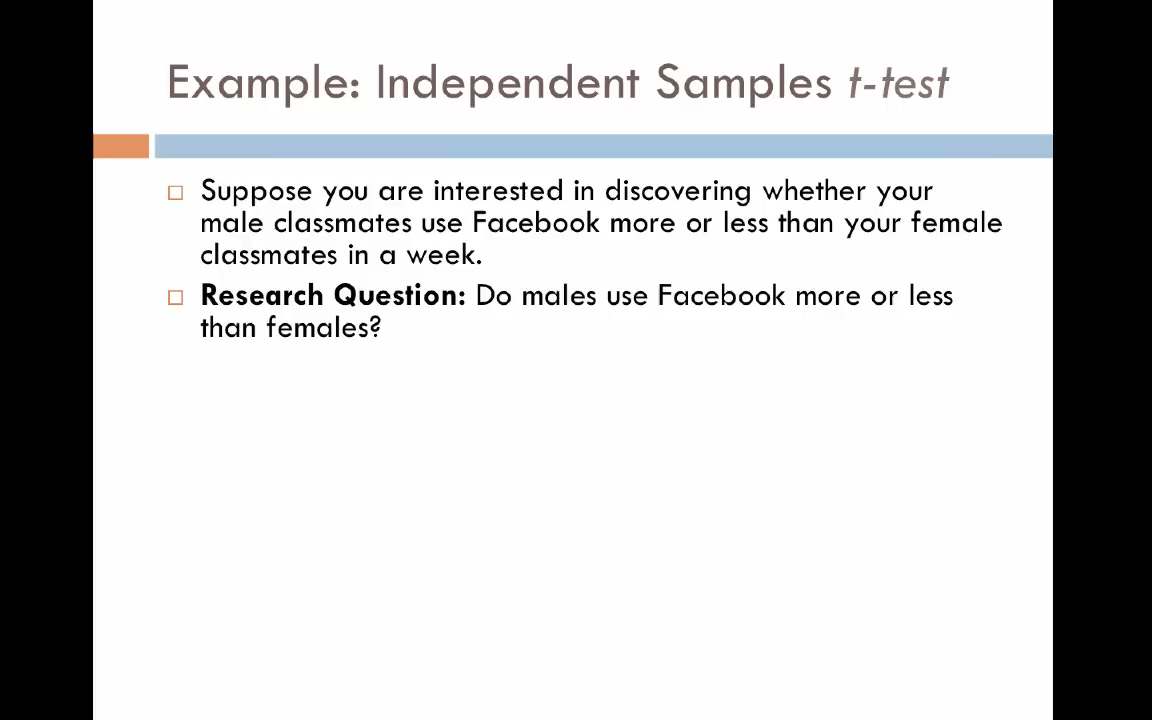 Example: Independent Samples t-test
Suppose you are interested in discovering whether your
male classmates use Facebook more or less than your female
classmates in a week.
Research Question: Do males use Facebook more or less
than females?